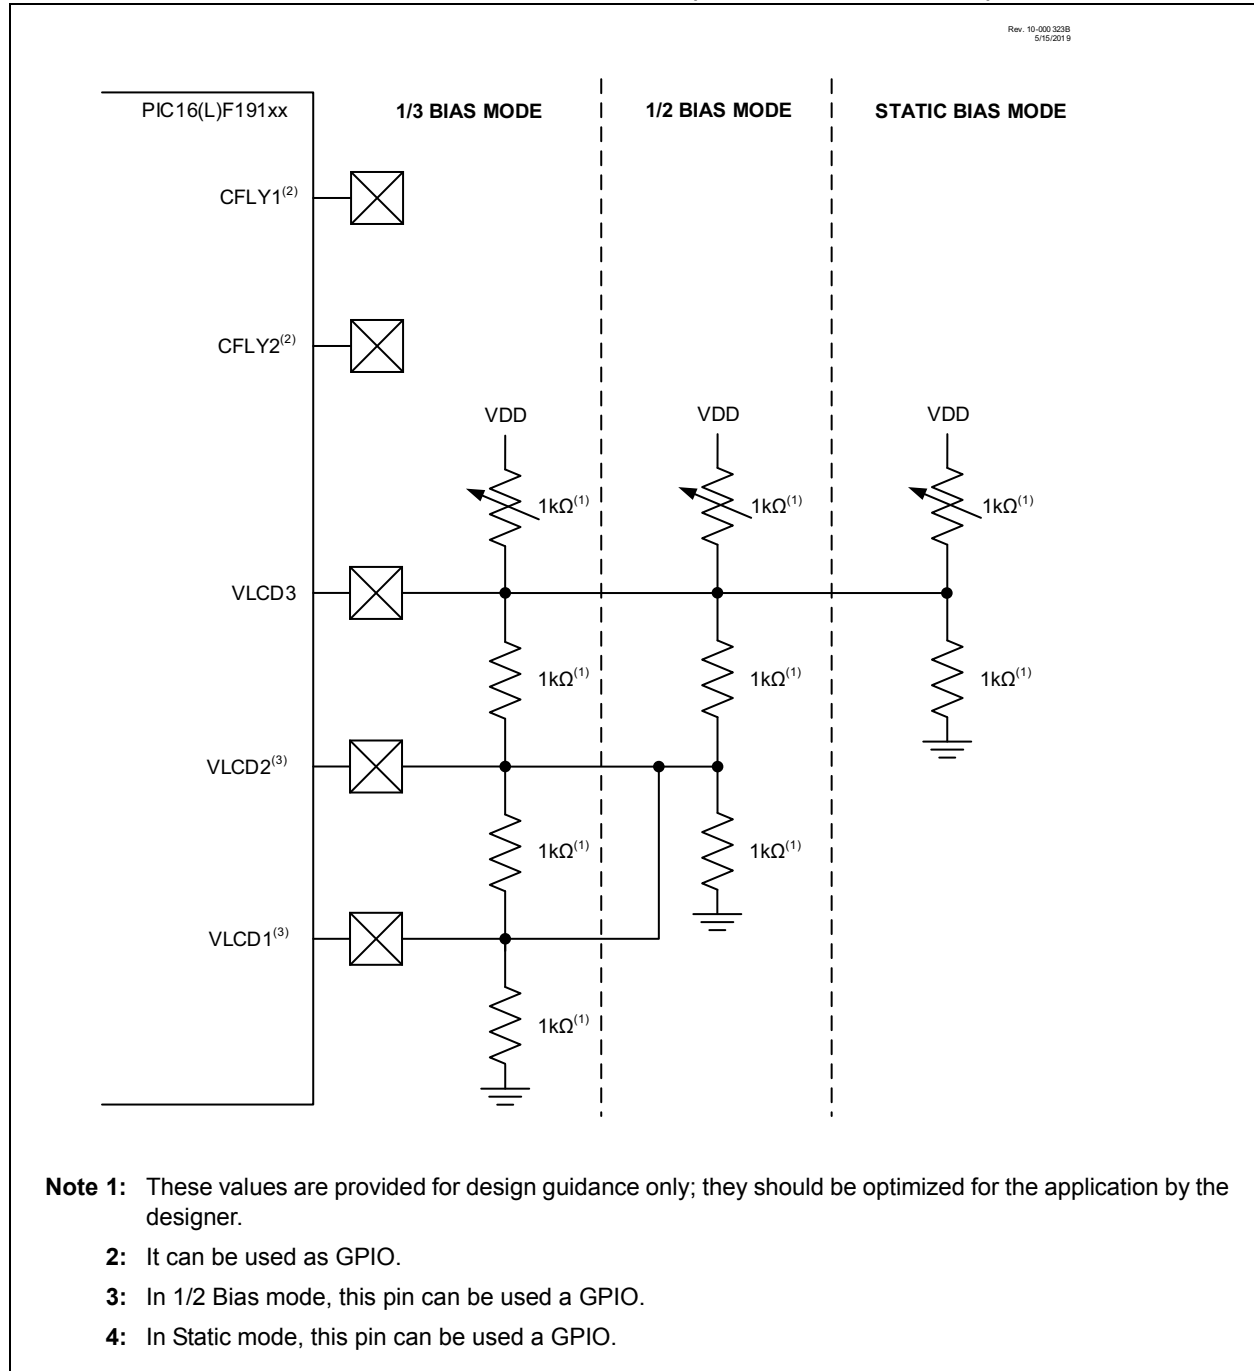 Rev. 10-000 323B
5/15/2019
PIC16(L)F191xx
1/3 BIAS MODE
1/2 BIAS MODE
STATIC BIAS MODE
CFLY1(2)
CFLY2(2)
VDD
VDD
VDD
1kΩ(1)
1kΩ(1)
1kΩ(1)
VLCD3
1kΩ(1)
1kΩ(1)
1kΩ(1)
VLCD2(3)
1kΩ(1)
1kΩ(1)
VLCD1(3)
1kΩ(1)
Note 1: These values are provided for design guidance only; they should be optimized for the application by the
designer.
2: It can be used as GPIO.
3: In 1/2 Bias mode, this pin can be used a GPIO.
4: In Static mode, this pin can be used a GPIO.